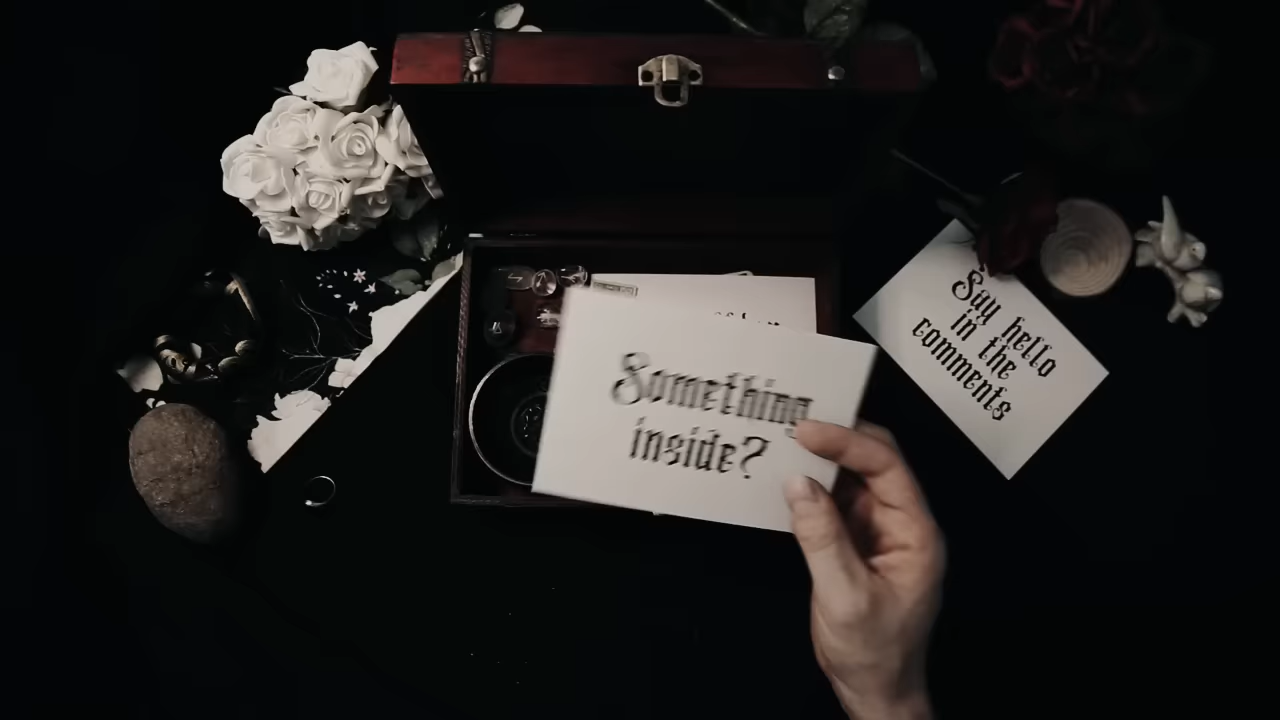 Something
inside?
Say hello
in the
comments